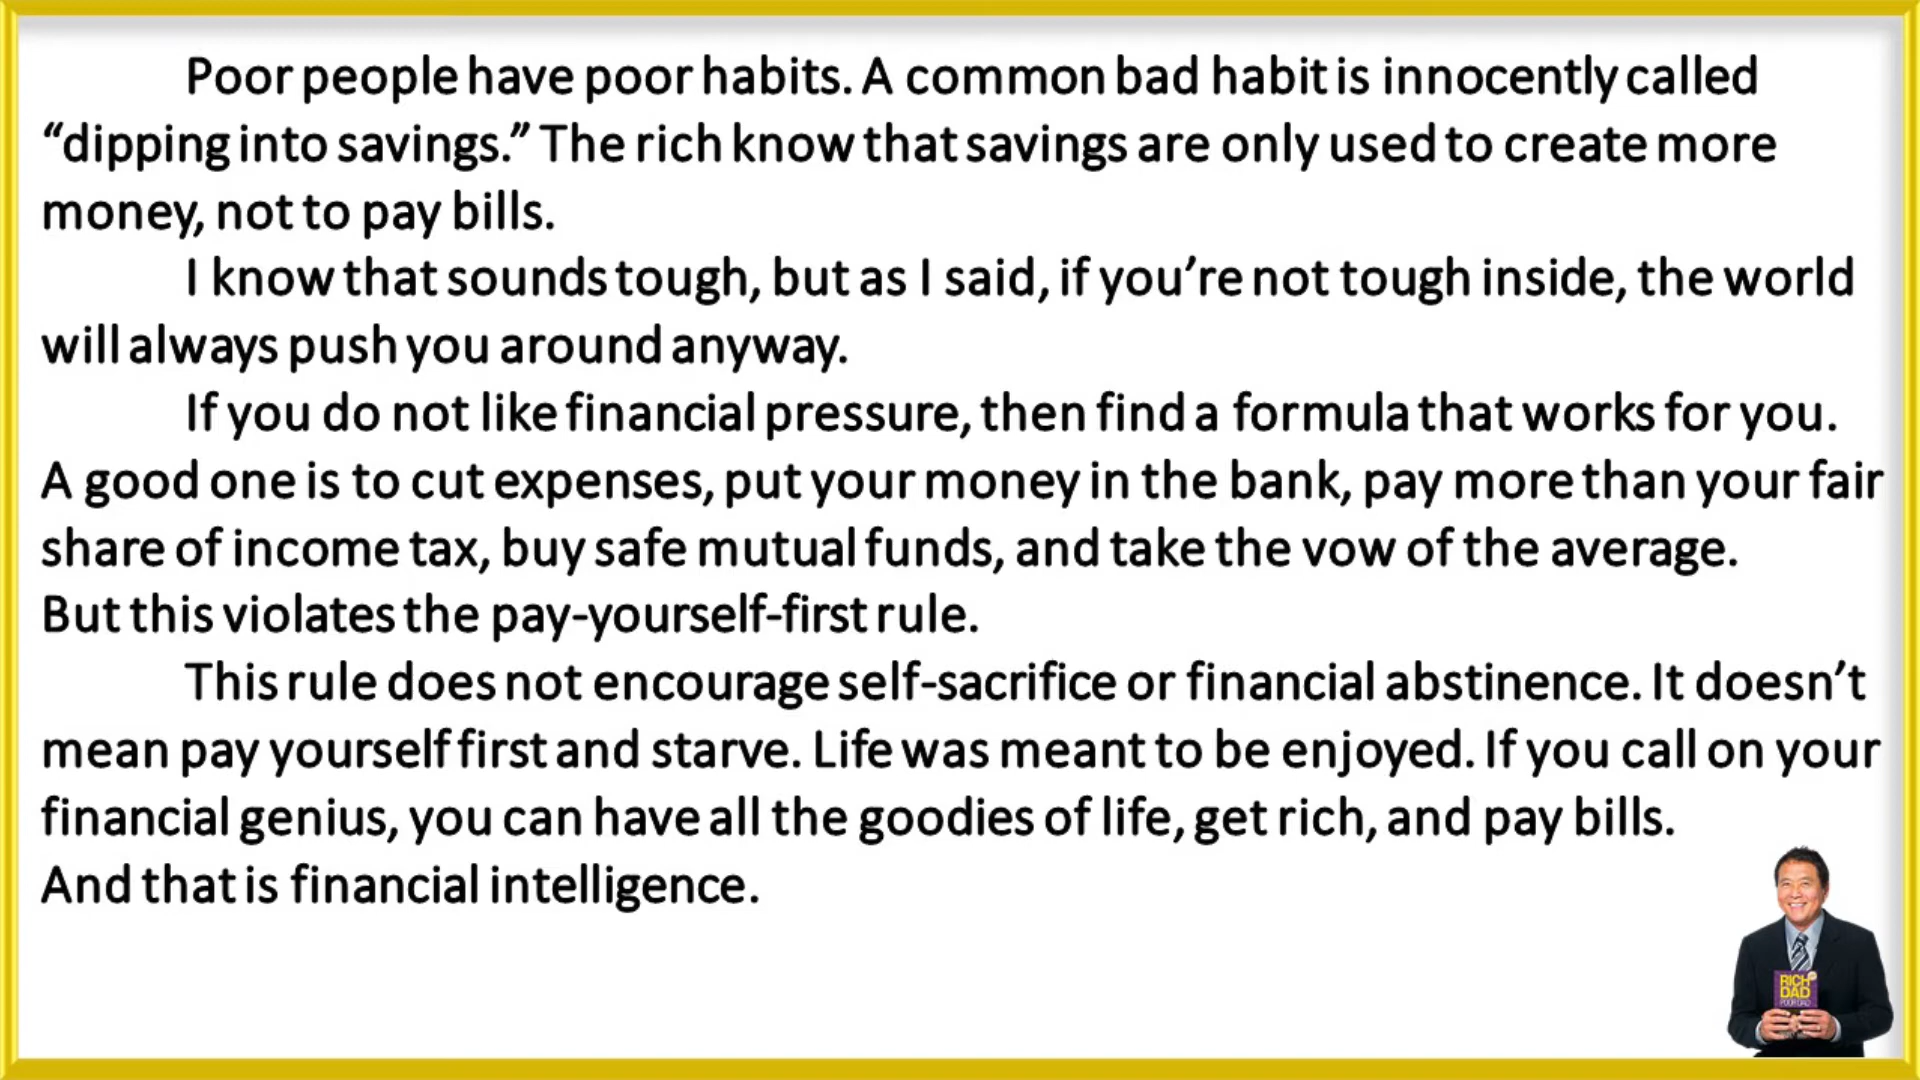 Poor people have poor habits. A common bad habit is innocently called
“dipping into savings.” The rich know that savings are only used to create more
money, not to pay bills.
I know that sounds tough, but as I said, if you’re not tough inside, the world
will always push you around anyway.
If you do not like financial pressure, then find a formula that works for you.
A good one is to cut expenses, put your money in the bank, pay more than your fair
share of income tax, buy safe mutual funds, and take the vow of the average.
But this violates the pay-yourself-first rule.
This rule does not encourage self-sacrifice or financial abstinence. It doesn’t
mean pay yourself first and starve. Life was meant to be enjoyed. If you call on your
financial genius, you can have all the goodies of life, get rich, and pay bills.
And that is financial intelligence.
RICH
DAD
POOR DAD